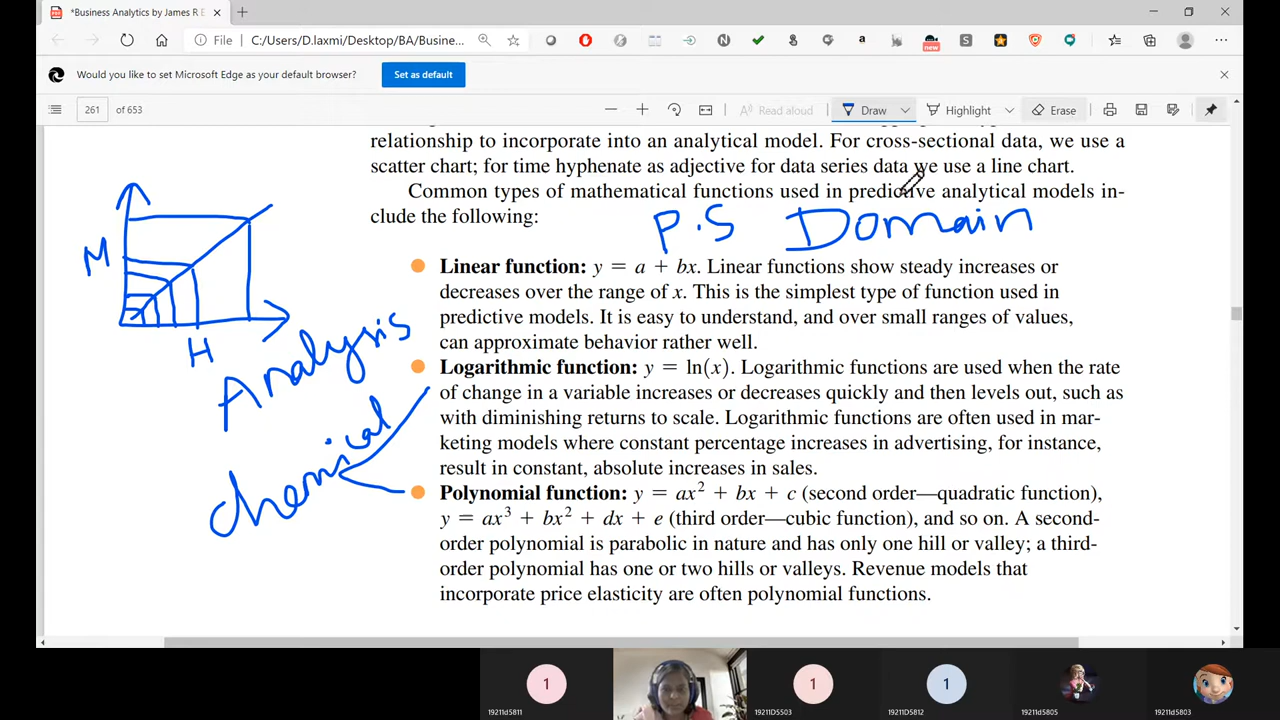 *Business Analytics by James R E
File
C:/Users/D.laxmi/Desktop/BA/Busine...
new
Would you like to set Microsoft Edge as your default browser?
Set as default
261 of 653
Read aloud
Draw
Highlight
Erase
relationship to incorporate into an analytical model. For cross-sectional data, we use a
scatter chart; for time hyphenate as adjective for data series data we use a line chart.
Common types of mathematical functions used in predictive analytical models in-
clude the following:
P.S Domain
Linear function: y = a + bx. Linear functions show steady increases or
decreases over the range of x. This is the simplest type of function used in
predictive models. It is easy to understand, and over small ranges of values,
can approximate behavior rather well.
Logarithmic function: y = ln(x). Logarithmic functions are used when the rate
of change in a variable increases or decreases quickly and then levels out, such as
with diminishing returns to scale. Logarithmic functions are often used in mar-
keting models where constant percentage increases in advertising, for instance,
result in constant, absolute increases in sales.
Polynomial function: y = ax² + bx + c (second order—quadratic function),
y = ax³ + bx² + dx + e (third order—cubic function), and so on. A second-
order polynomial is parabolic in nature and has only one hill or valley; a third-
order polynomial has one or two hills or valleys. Revenue models that
incorporate price elasticity are often polynomial functions.
M
H
Analysis
chemical
1
1
1
19211d5811
19211D5503
19211D5812
19211d5805
19211d5803